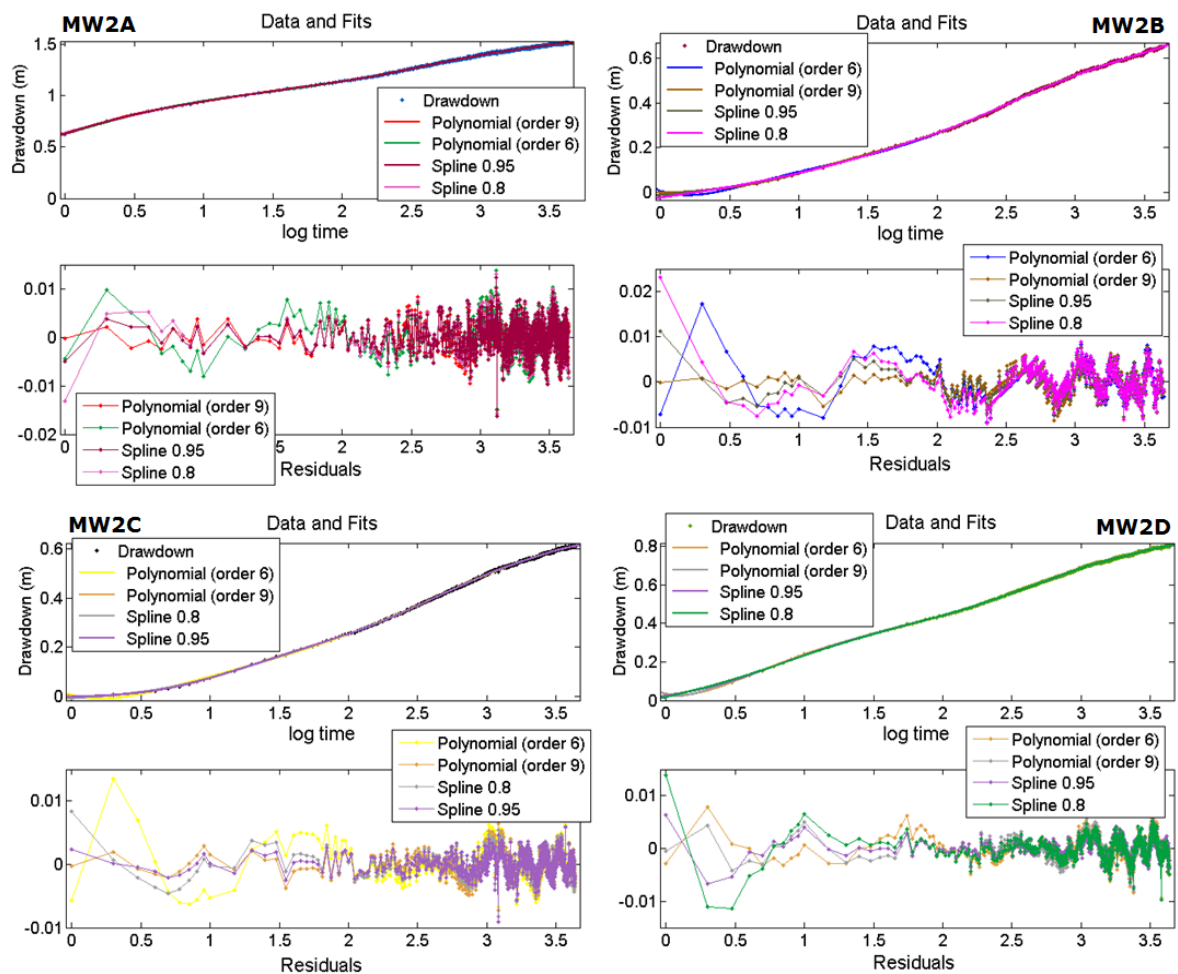 MW2A
Data and Fits
Drawdown (m)
1.5
1
0.5
0
Drawdown
Polynomial (order 9)
Polynomial (order 6)
Spline 0.95
Spline 0.8
0 0.5 1 1.5 2 2.5 3 3.5
log time
0.01
0
-0.01
-0.02
Polynomial (order 9)
Polynomial (order 6)
Spline 0.95
Spline 0.8
0 .5 2 2.5 3 3.5
Residuals
MW2B
Data and Fits
Drawdown (m)
0.6
0.4
0.2
0
Drawdown
Polynomial (order 6)
Polynomial (order 9)
Spline 0.95
Spline 0.8
0 0.5 1 1.5 2 2.5 3 3.5
log time
Polynomial (order 6)
Polynomial (order 9)
Spline 0.95
Spline 0.8
0.02
0.01
0
-0.01
0 0.5 1 1.5 2 2.5 3 3.5
Residuals
MW2C
Data and Fits
Drawdown (m)
0.6
0.4
0.2
0
Drawdown
Polynomial (order 6)
Polynomial (order 9)
Spline 0.8
Spline 0.95
0 0.5 1 1.5 2 2.5 3 3.5
log time
Polynomial (order 6)
Polynomial (order 9)
Spline 0.8
Spline 0.95
0.01
0
-0.01
0 0.5 1 1.5 2 2.5 3 3.5
Residuals
MW2D
Data and Fits
Drawdown (m)
0.8
0.6
0.4
0.2
0
Drawdown
Polynomial (order 6)
Polynomial (order 9)
Spline 0.95
Spline 0.8
0 0.5 1 1.5 2 2.5 3 3.5
log time
Polynomial (order 6)
Polynomial (order 9)
Spline 0.95
Spline 0.8
0.01
0
-0.01
0 0.5 1 1.5 2 2.5 3 3.5
Residuals